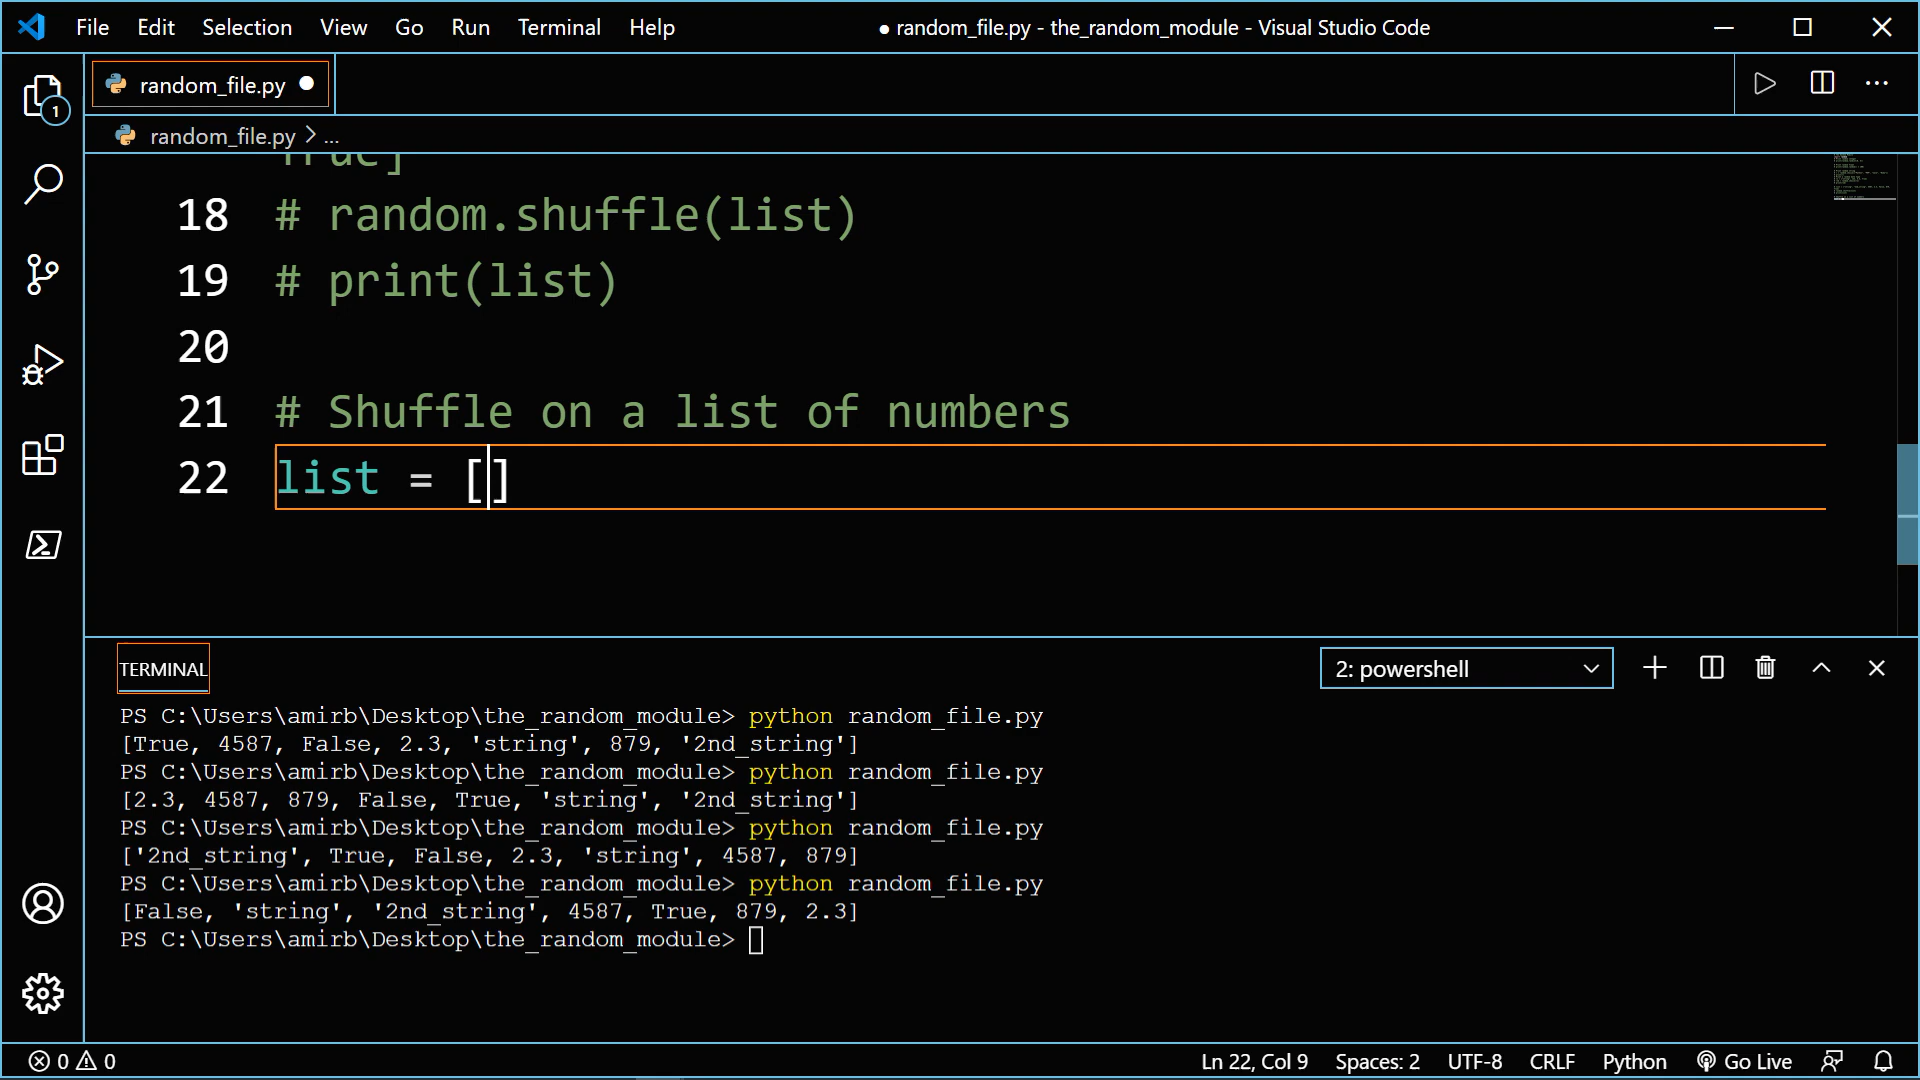 File Edit Selection View Go Run Terminal Help ● random_file.py - the_random_module - Visual Studio Code
random_file.py
1
random_file.py > ...
True]
18 # random.shuffle(list)
19 # print(list)
20
21 # Shuffle on a list of numbers
22 list = []
TERMINAL 2: powershell
PS C:\Users\amirb\Desktop\the_random_module> python random_file.py
[True, 4587, False, 2.3, 'string', 879, '2nd_string']
PS C:\Users\amirb\Desktop\the_random_module> python random_file.py
[2.3, 4587, 879, False, True, 'string', '2nd_string']
PS C:\Users\amirb\Desktop\the_random_module> python random_file.py
['2nd_string', True, False, 2.3, 'string', 4587, 879]
PS C:\Users\amirb\Desktop\the_random_module> python random_file.py
[False, 'string', '2nd_string', 4587, True, 879, 2.3]
PS C:\Users\amirb\Desktop\the_random_module>
0 0 Ln 22, Col 9 Spaces: 2 UTF-8 CRLF Python Go Live